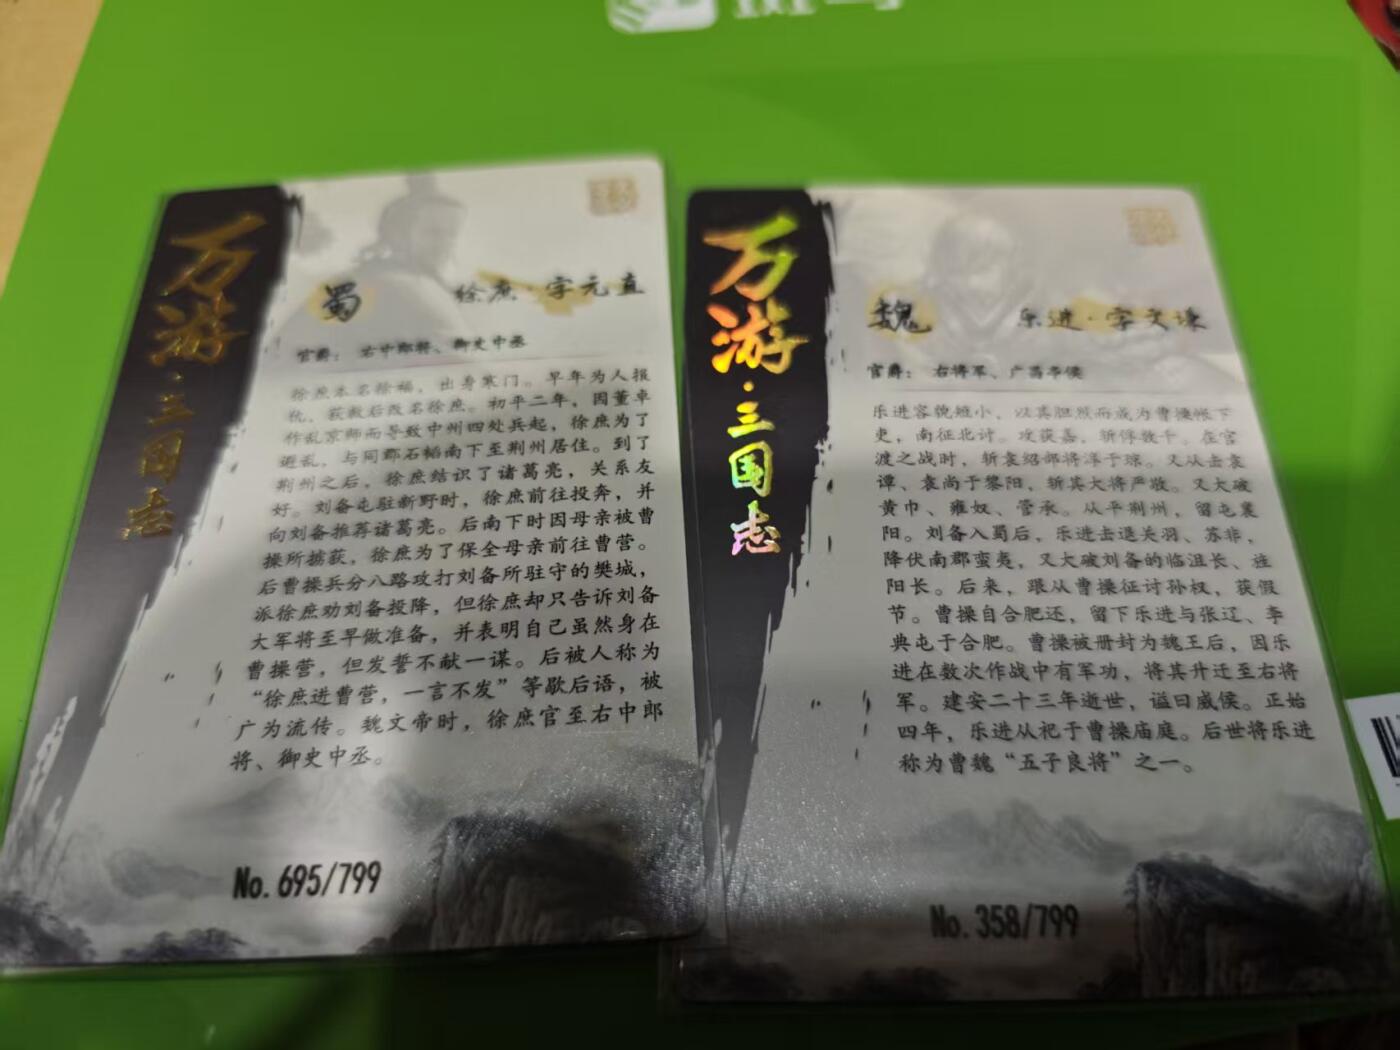 万游·三国志
蜀
徐庶·字元直
官爵：右中郎将、御史中丞
徐庶本名徐福，出身寒门。早年为人报
仇，获救后改名徐庶。初平二年，因董卓
作乱京师而导致中州四处兵起，徐庶为了
避乱，与同郡石韬南下至荆州居住。到了
荆州之后，徐庶结识了诸葛亮，关系友
好。刘备屯驻新野时，徐庶前往投奔，并
向刘备推荐诸葛亮。后南下时因母亲被曹
操所掳获，徐庶为了保全母亲前往曹营。
后曹操兵分八路攻打刘备所驻守的樊城，
派徐庶劝刘备投降，但徐庶却只告诉刘备
大军将至早做准备，并表明自己虽然身在
曹操营，但发誓不献一谋。后被人称为
“徐庶进曹营，一言不发”等歇后语，被
广为流传。魏文帝时，徐庶官至右中郎
将、御史中丞。
No.695/799
万游·三国志
魏
乐进·字文谦
官爵：右将军、广昌亭侯
乐进容貌短小，以其胆烈而成为曹操帐下
吏，南征北讨。攻获嘉，斩俘数千。在官
渡之战时，斩袁绍部将淳于琼。又从击袁
谭、袁尚于黎阳，斩其大将严敬。又大破
黄巾、雍奴、管承。从平荆州，留屯襄
阳。刘备入蜀后，乐进击退关羽、苏非，
降伏南郡蛮夷，又大破刘备的临沮长、旌
阳长。后来，跟从曹操征讨孙权，获假
节。曹操自合肥还，留下乐进与张辽、李
典屯于合肥。曹操被册封为魏王后，因乐
进在数次作战中有军功，将其升迁至右将
军。建安二十三年逝世，谥曰威侯。正始
四年，乐进从祀于曹操庙庭。后世将乐进
称为曹魏“五子良将”之一。
No.358/799